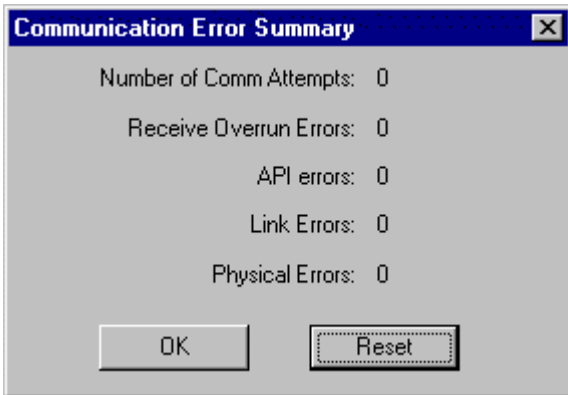 Communication Error Summary
Number of Comm Attempts: 0
Receive Overrun Errors: 0
API errors: 0
Link Errors: 0
Physical Errors: 0
OK Reset